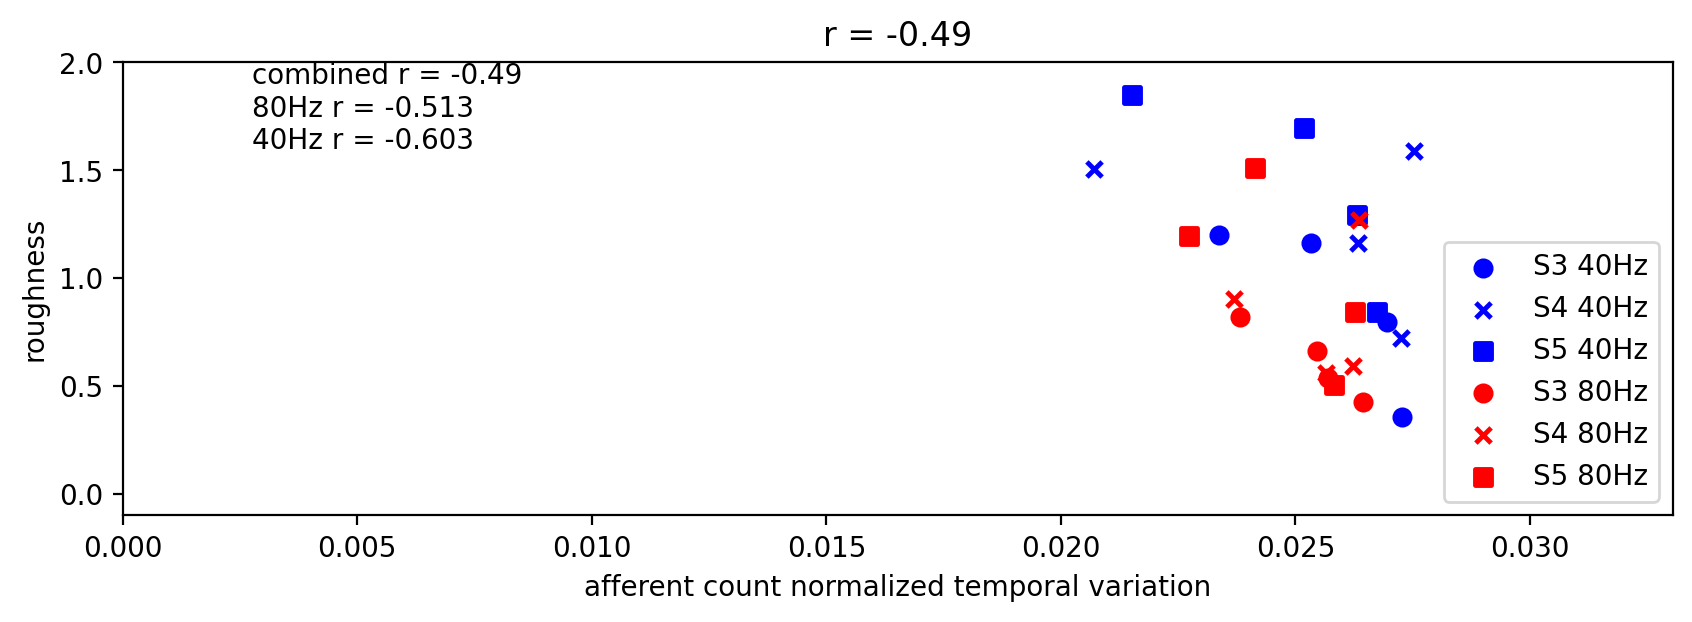 r = -0.49
combined r = -0.49
80Hz r = -0.513
40Hz r = -0.603
roughness
2.0
1.5
1.0
0.5
0.0
S3 40Hz
S4 40Hz
S5 40Hz
S3 80Hz
S4 80Hz
S5 80Hz
0.000 0.005 0.010 0.015 0.020 0.025 0.030
afferent count normalized temporal variation